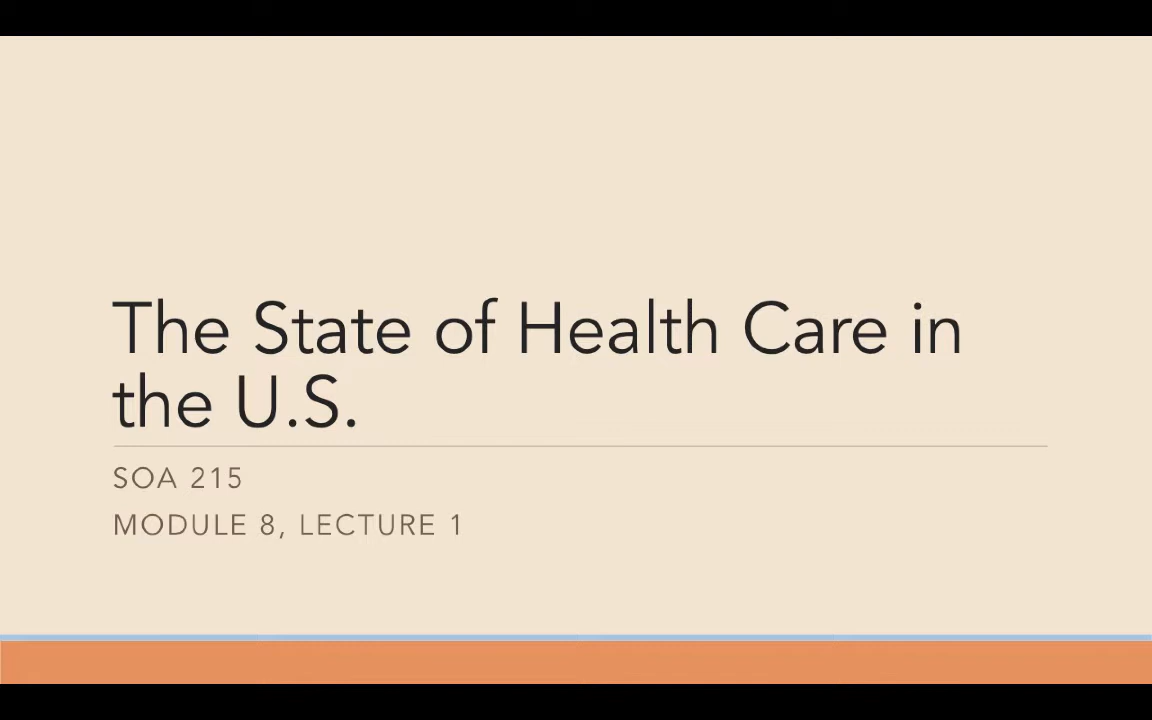 The State of Health Care in
the U.S.
SOA 215
MODULE 8, LECTURE 1